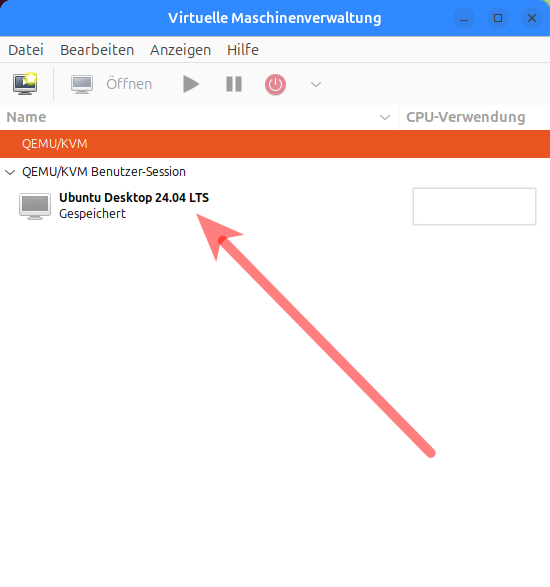 Virtuelle Maschinenverwaltung
Datei Bearbeiten Anzeigen Hilfe
Öffnen
Name CPU-Verwendung
QEMU/KVM
QEMU/KVM Benutzer-Session
Ubuntu Desktop 24.04 LTS
Gespeichert